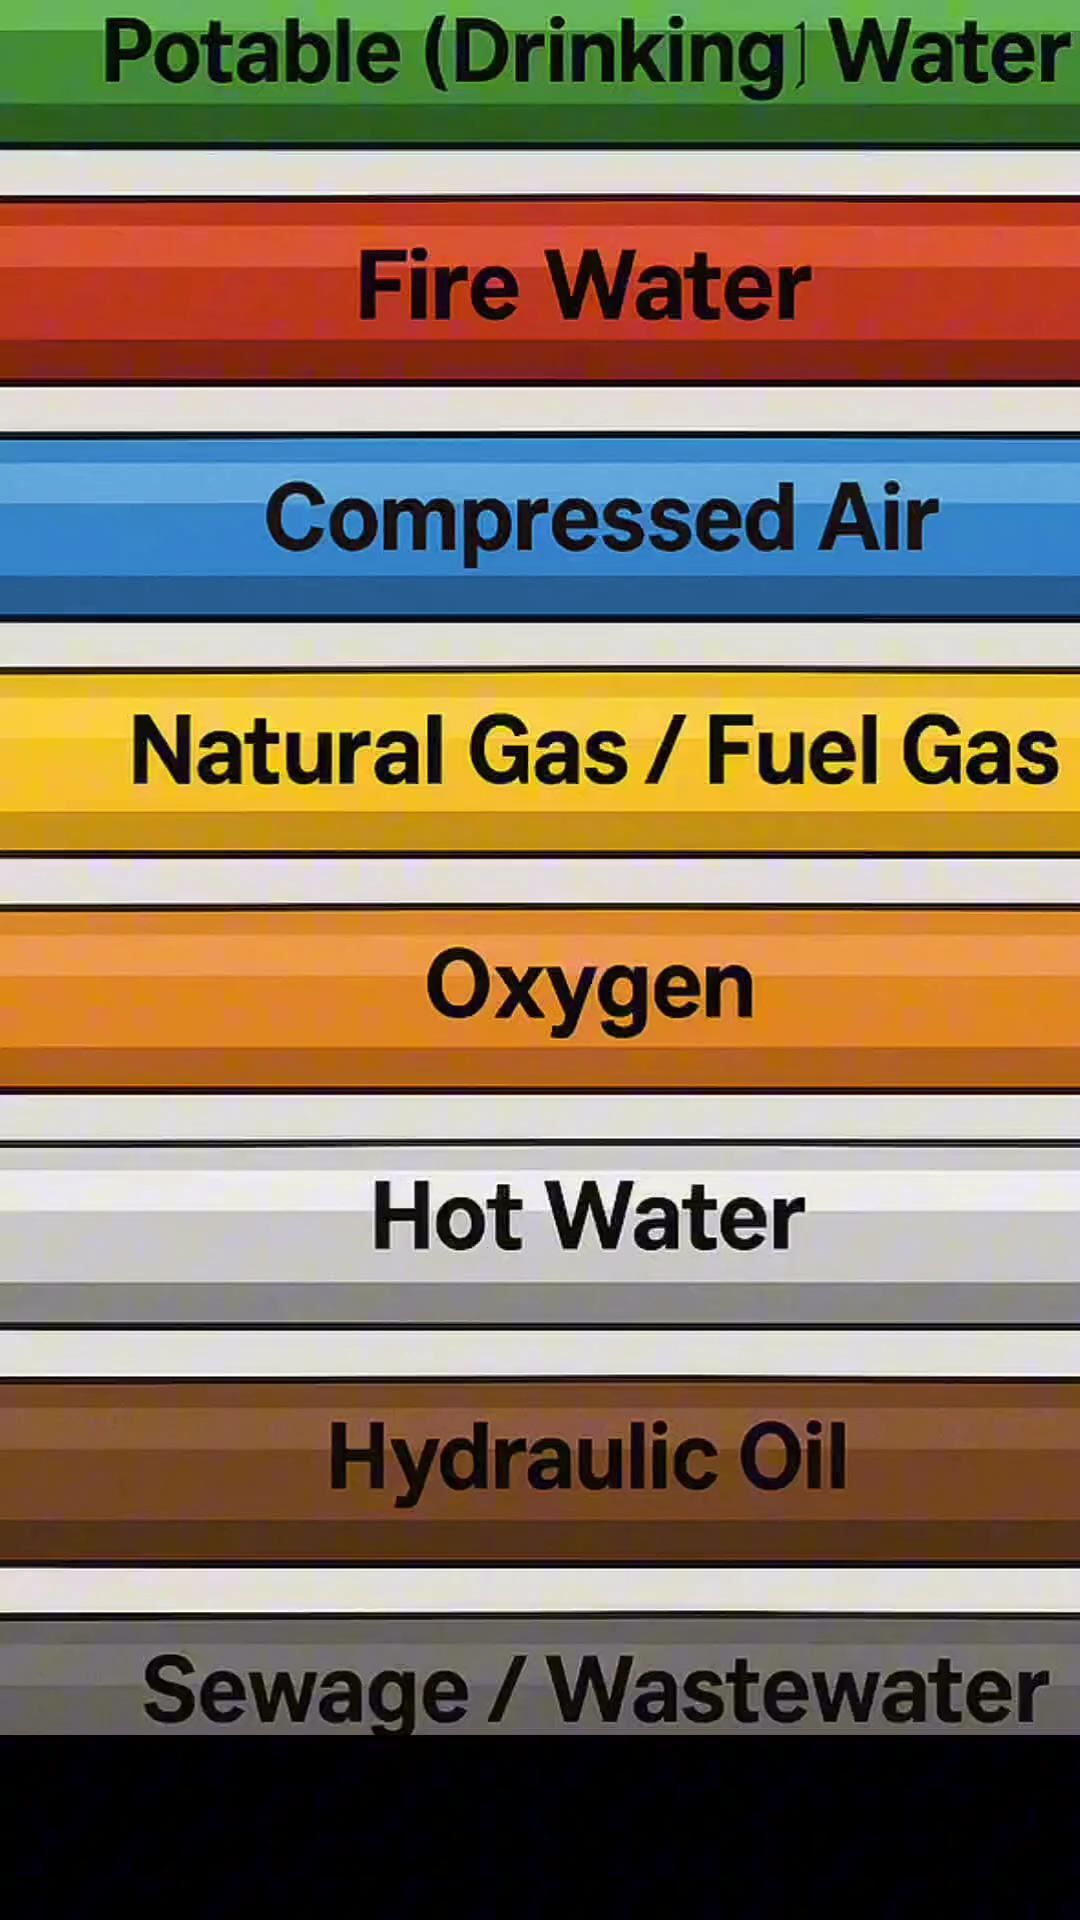 Potable (Drinking) Water
Fire Water
Compressed Air
Natural Gas / Fuel Gas
Oxygen
Hot Water
Hydraulic Oil
Sewage / Wastewater